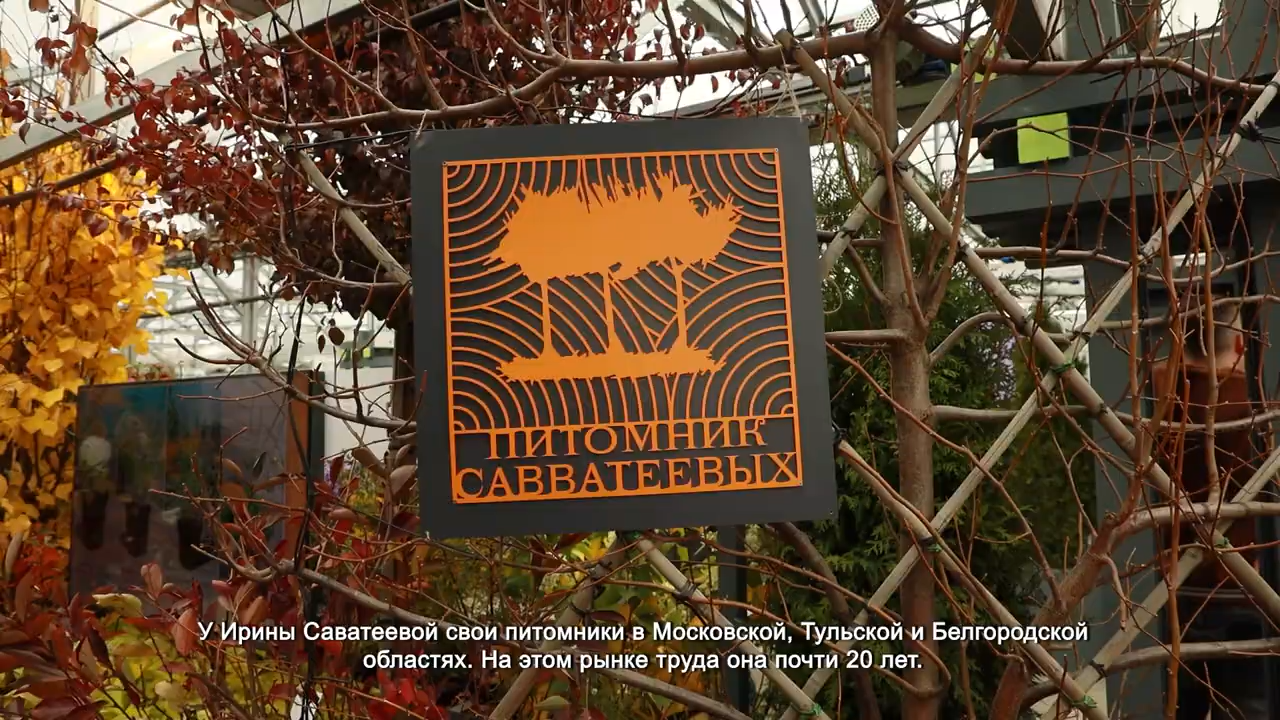 ПИТОМНИК
САВВАТЕЕВЫХ
У Ирины Саватеевой свои питомники в Московской, Тульской и Белгородской
областях. На этом рынке труда она почти 20 лет.